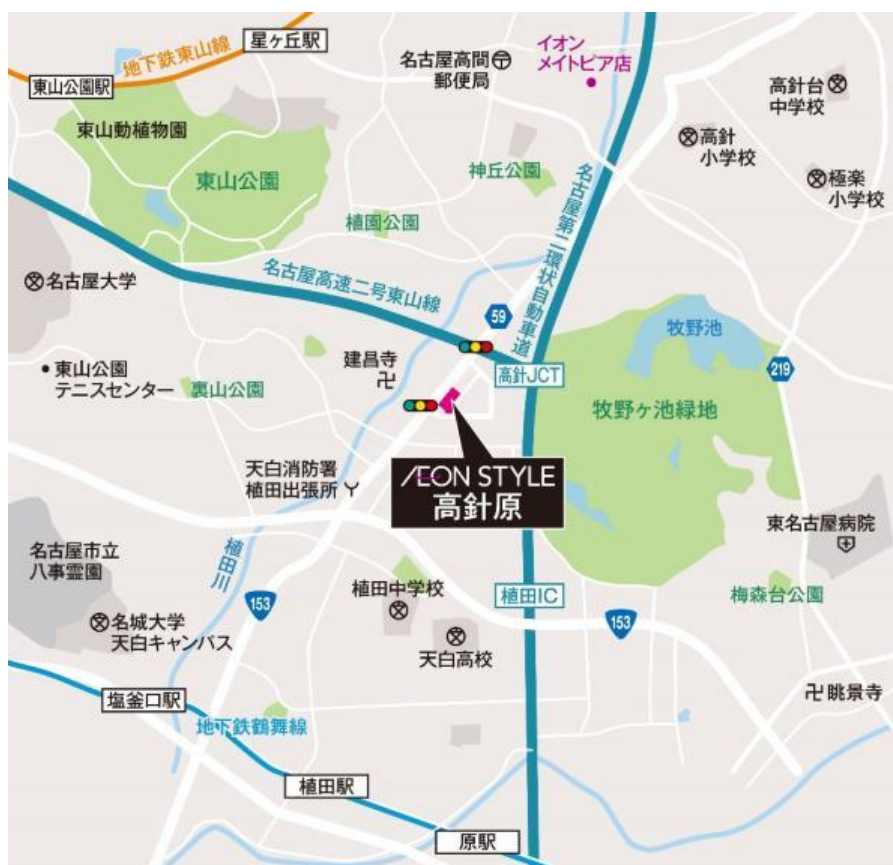 星ヶ丘駅
地下鉄東山線
東山公園駅
名古屋高間
郵便局
イオン
メイトピア店
高針台
中学校
高針
小学校
極楽
小学校
東山動植物園
東山公園
神丘公園
植園公園
名古屋第二環状自動車道
名古屋大学
名古屋高速二号東山線
59
牧野池
219
建昌寺
高針JCT
東山公園
テニスセンター
裏山公園
牧野ヶ池緑地
ÆON STYLE
高針原
天白消防署
植田出張所
東名古屋病院
名古屋市立
八事霊園
植田川
153
植田中学校
植田IC
153
梅森台公園
名城大学
天白キャンパス
天白高校
眺景寺
塩釜口駅
地下鉄鶴舞線
植田駅
原駅